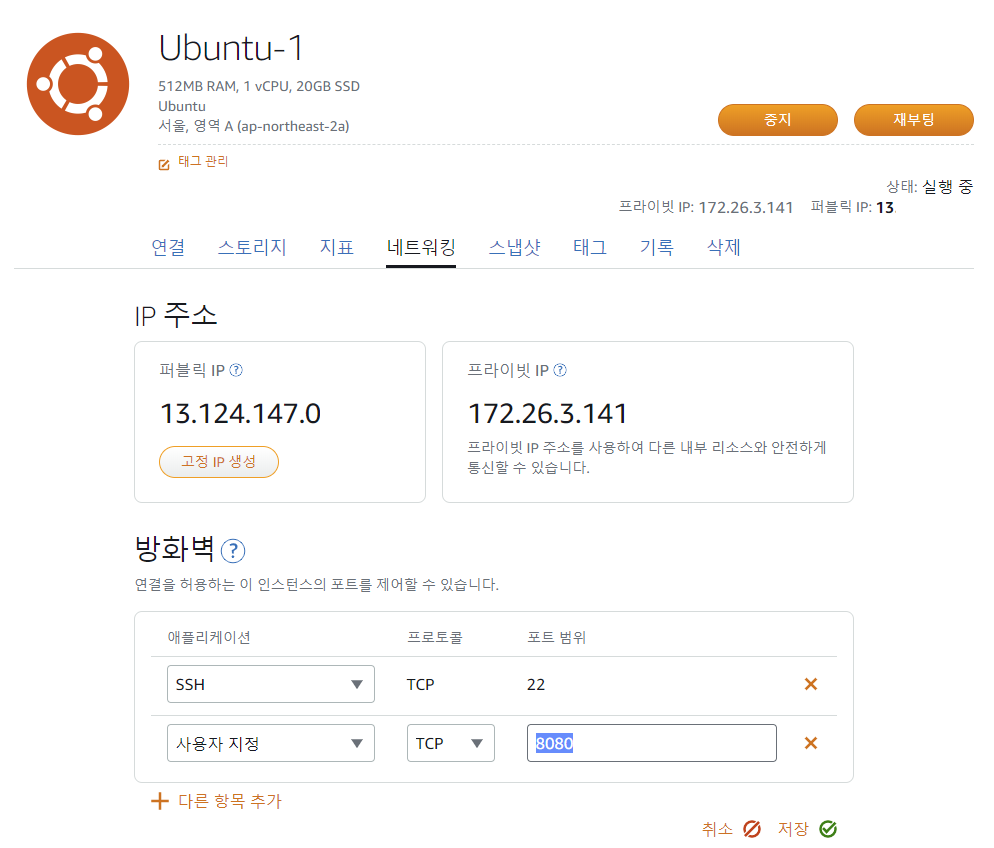 Ubuntu-1
512MB RAM, 1 vCPU, 20GB SSD
Ubuntu
서울, 영역 A (ap-northeast-2a)
중지 재부팅
태그 관리
상태: 실행 중
프라이빗 IP: 172.26.3.141 퍼블릭 IP: 13
연결 스토리지 지표 네트워킹 스냅샷 태그 기록 삭제
IP 주소
퍼블릭 IP ?
13.124.147.0
고정 IP 생성
프라이빗 IP ?
172.26.3.141
프라이빗 IP 주소를 사용하여 다른 내부 리소스와 안전하게
통신할 수 있습니다.
방화벽 ?
연결을 허용하는 이 인스턴스의 포트를 제어할 수 있습니다.
애플리케이션 프로토콜 포트 범위
SSH TCP 22
사용자 지정 TCP 8080
다른 항목 추가
취소 저장